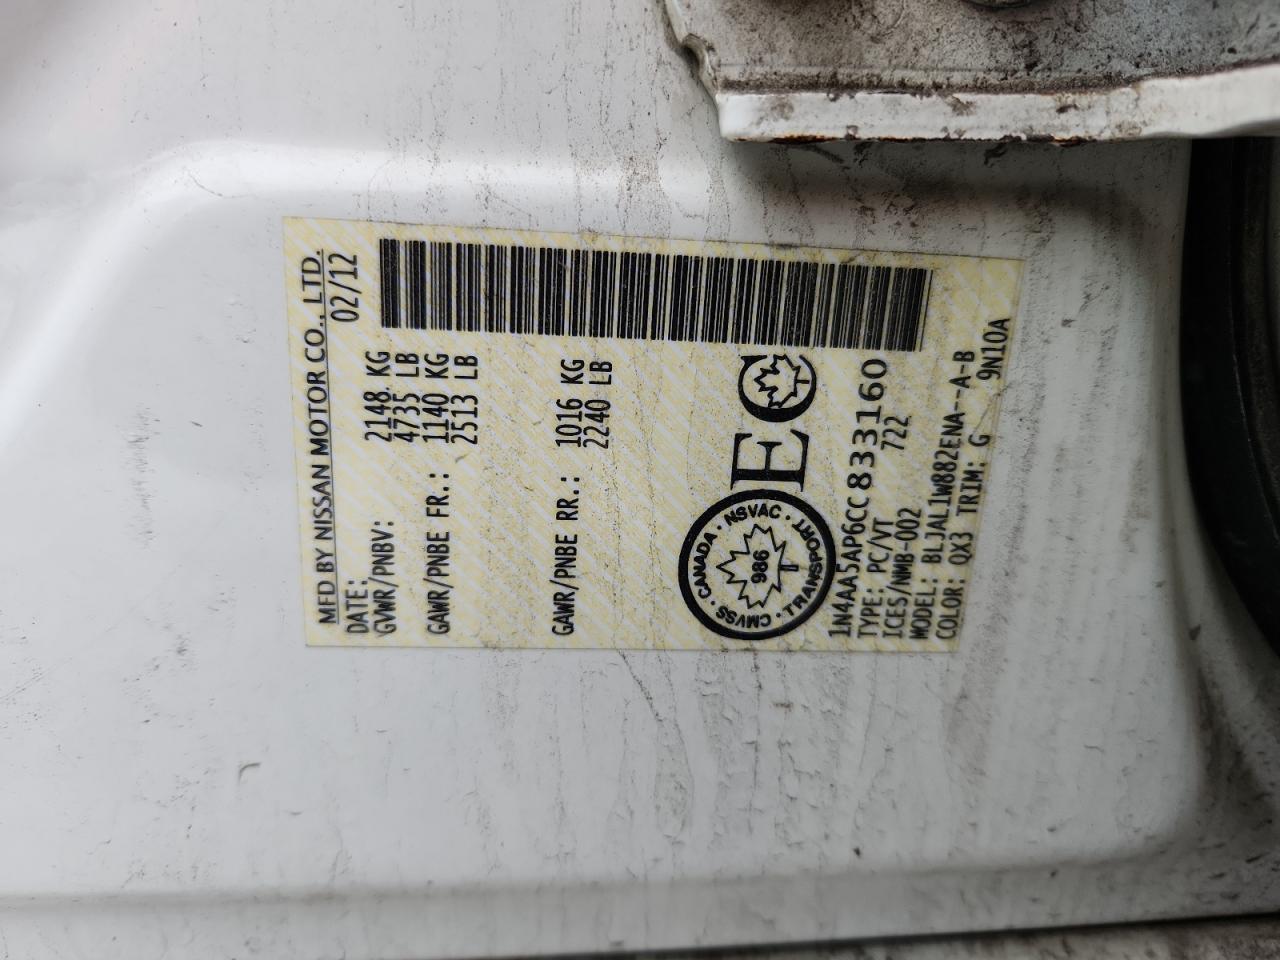 MFD BY NISSAN MOTOR CO., LTD.
DATE: 02/12
GVWR/PNBV: 2148 KG
4735 LB
GAWR/PNBE FR.: 1140 KG
2513 LB
GAWR/PNBE RR.: 1016 KG
2240 LB
CANADA · NSVAC · TRANSPORT · CMVSS ·
986
EC
1N4AA5AP6CC833160
TYPE: PC/VT 722
ICES/NMB-002
MODEL: BLJAL1W882ENA--A-B
COLOR: QX3 TRIM: G 9N10A